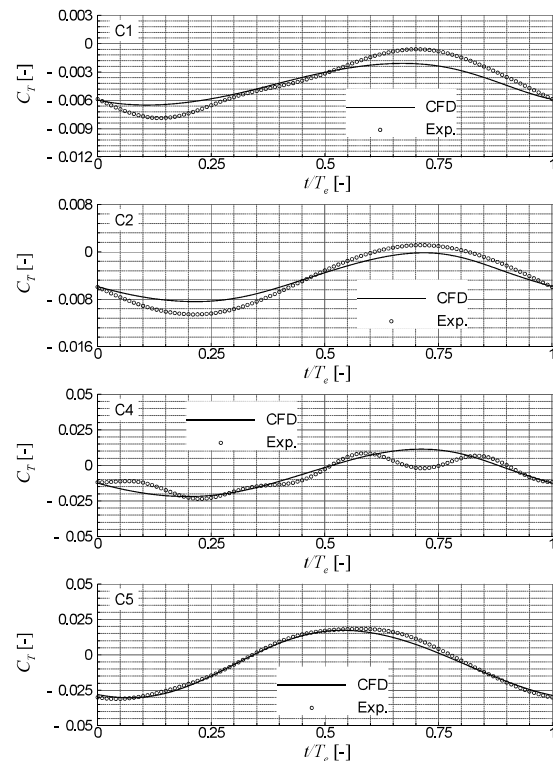 0.003
C1
0
- 0.003
C_T [-]
- 0.006
- 0.009
- 0.012
CFD
Exp.
0 0.25 0.5 0.75 1
t/T_e [-]
0.008
C2
0
C_T [-]
- 0.008
- 0.016
CFD
Exp.
0 0.25 0.5 0.75 1
t/T_e [-]
0.05
C4
0.025
C_T [-]
0
- 0.025
- 0.05
CFD
Exp.
0 0.25 0.5 0.75 1
t/T_e [-]
0.05
C5
0.025
C_T [-]
0
- 0.025
- 0.05
CFD
Exp.
0 0.25 0.5 0.75 1
t/T_e [-]